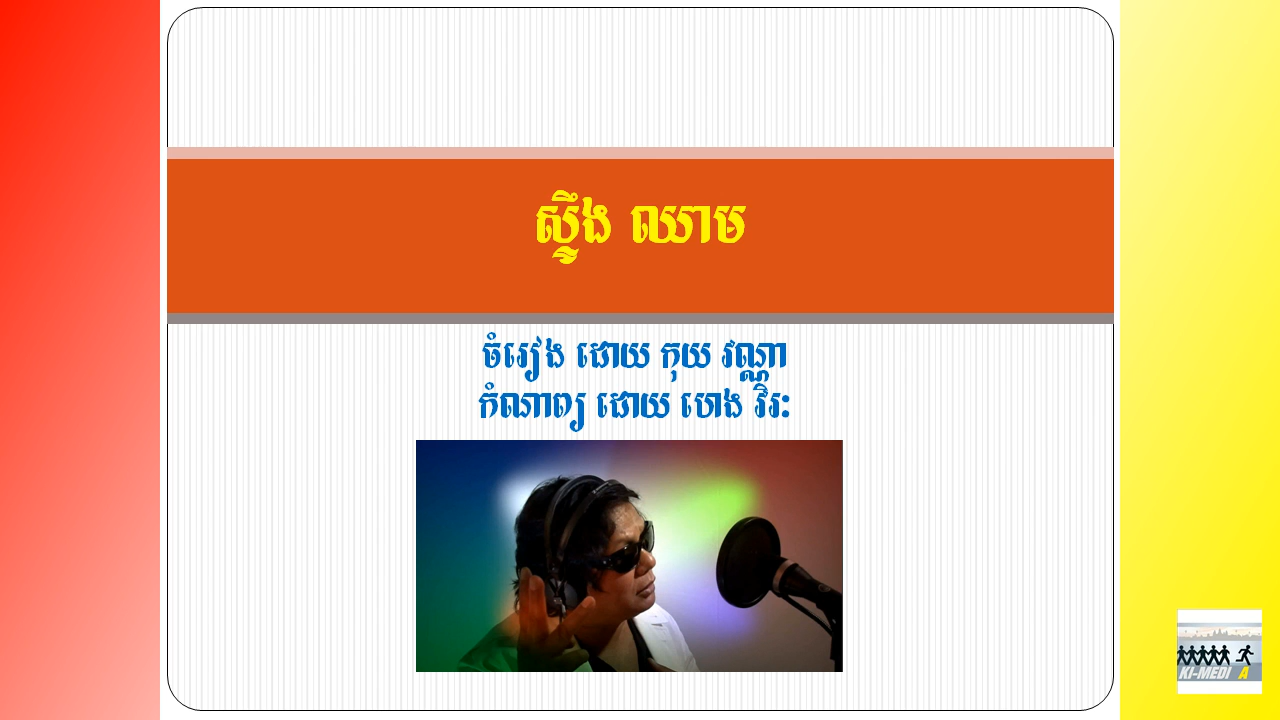 ស្ទឹង ឈាម
ចំរៀង ដោយ កុយ វណ្ណា
កំណាព្យ ដោយ ហេង វិរៈ
KI-MEDIA